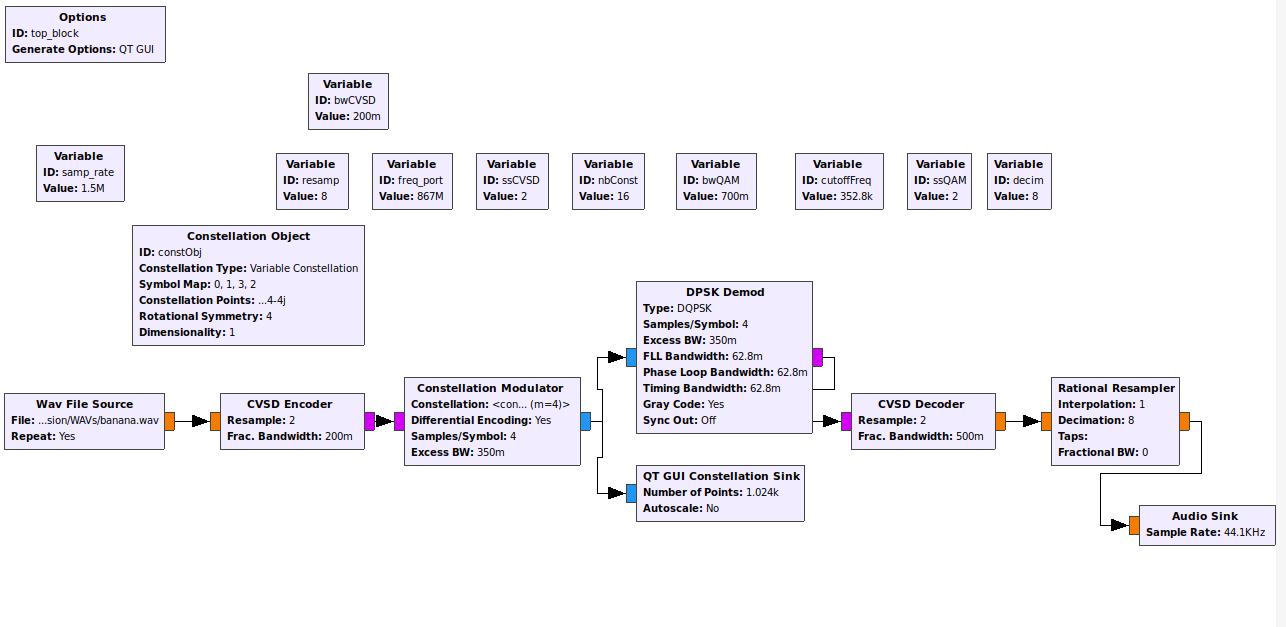 Options
ID: top_block
Generate Options: QT GUI
Variable
ID: bwCVSD
Value: 200m
Variable
ID: samp_rate
Value: 1.5M
Variable
ID: resamp
Value: 8
Variable
ID: freq_port
Value: 867M
Variable
ID: ssCVSD
Value: 2
Variable
ID: nbConst
Value: 16
Variable
ID: bwQAM
Value: 700m
Variable
ID: cutoffFreq
Value: 352.8k
Variable
ID: ssQAM
Value: 2
Variable
ID: decim
Value: 8
Constellation Object
ID: constObj
Constellation Type: Variable Constellation
Symbol Map: 0, 1, 3, 2
Constellation Points: ...4-4j
Rotational Symmetry: 4
Dimensionality: 1
Wav File Source
File: ...sion/WAVs/banana.wav
Repeat: Yes
CVSD Encoder
Resample: 2
Frac. Bandwidth: 200m
Constellation Modulator
Constellation: <con... (m=4)>
Differential Encoding: Yes
Samples/Symbol: 4
Excess BW: 350m
DPSK Demod
Type: DQPSK
Samples/Symbol: 4
Excess BW: 350m
FLL Bandwidth: 62.8m
Phase Loop Bandwidth: 62.8m
Timing Bandwidth: 62.8m
Gray Code: Yes
Sync Out: Off
QT GUI Constellation Sink
Number of Points: 1.024k
Autoscale: No
CVSD Decoder
Resample: 2
Frac. Bandwidth: 500m
Rational Resampler
Interpolation: 1
Decimation: 8
Taps:
Fractional BW: 0
Audio Sink
Sample Rate: 44.1KHz